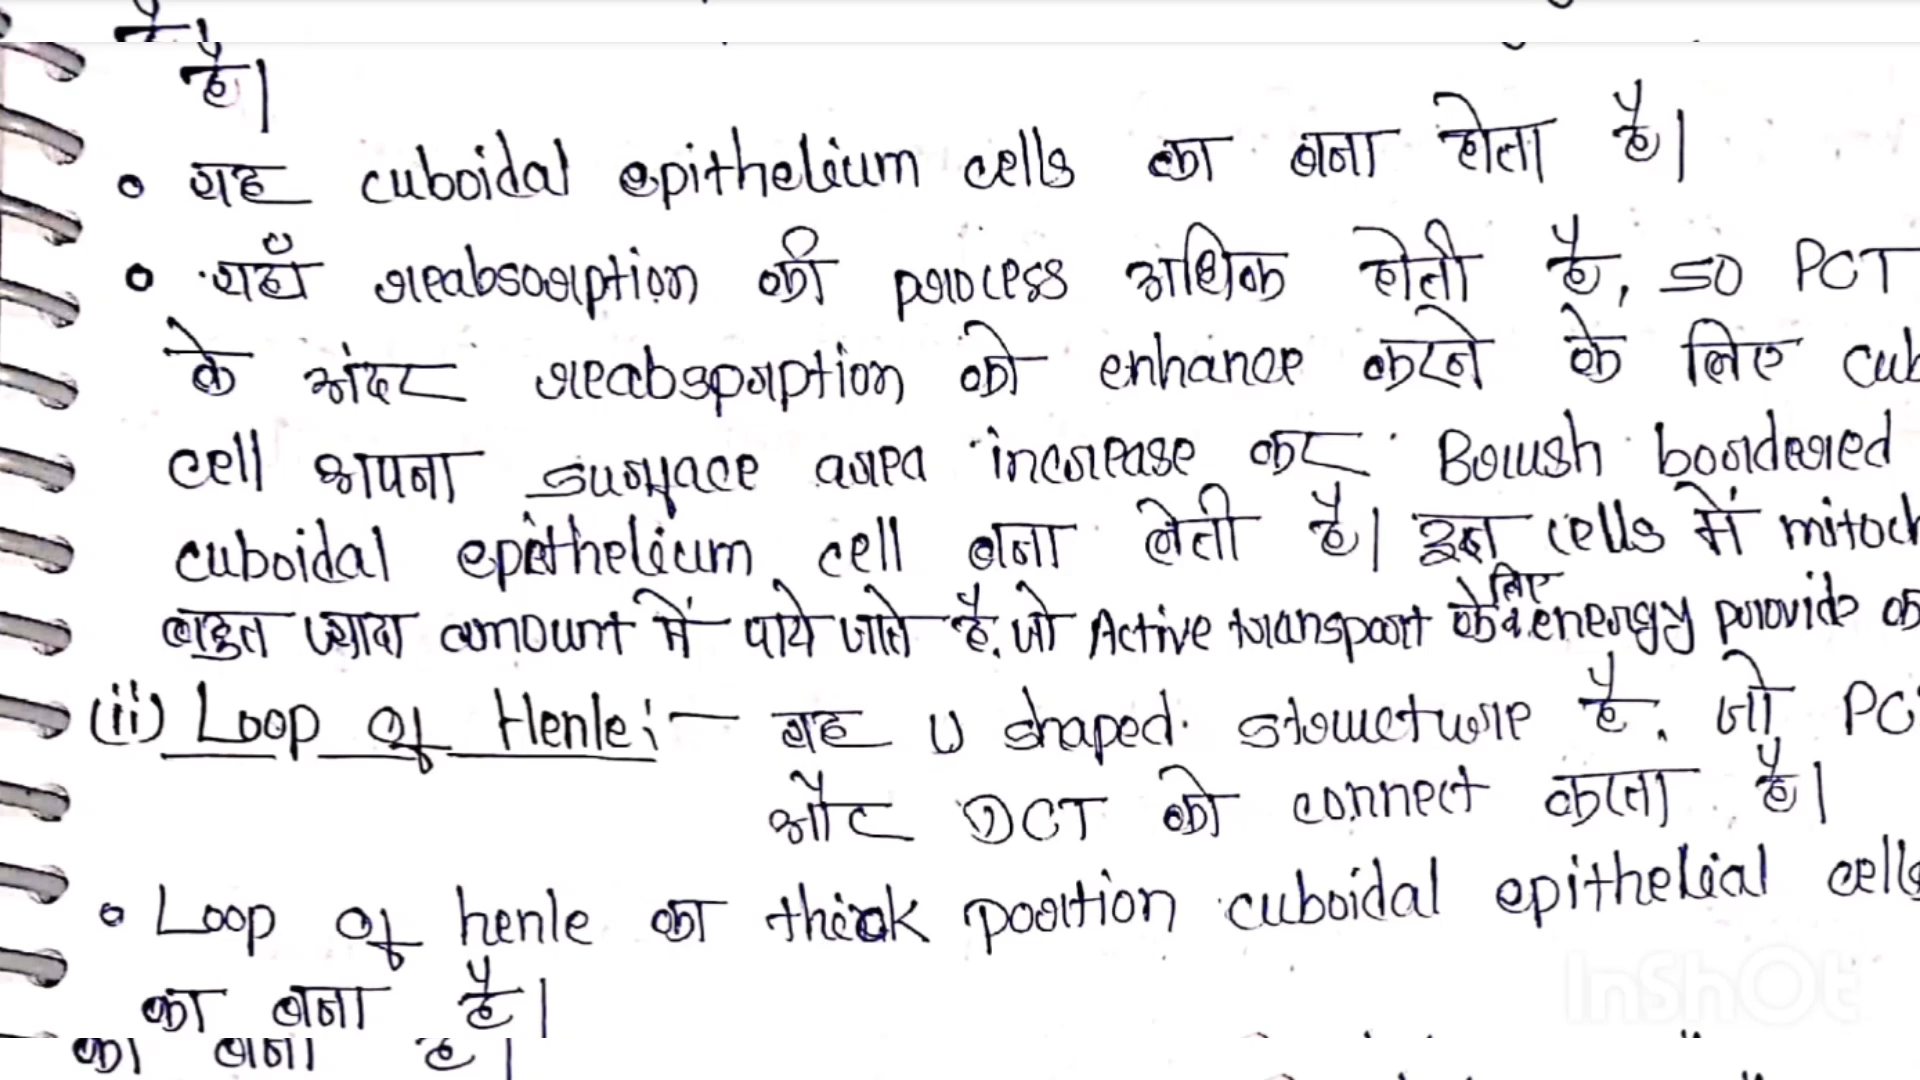 है।
है।
• यह cuboidal epithelium cells का बना होता है।
• यहाँ reabsorption की process अधिक होती है, so PCT
के अंदर reabsorption को enhance करने के लिए cub
cell अपना surface area increase कर Brush bordered
cuboidal epithelium cell बना लेती है। इन cells में mitoch
बहुत ज्यादा amount में पाये जाते है. जो Active transport के लिए energy provide क
(ii) Loop of Henle:- यह U shaped structure है. जो PC
और DCT को connect करता है।
• Loop of henle का thick portion cuboidal epithelial cells
का बना है।
का बना है।
InShOt